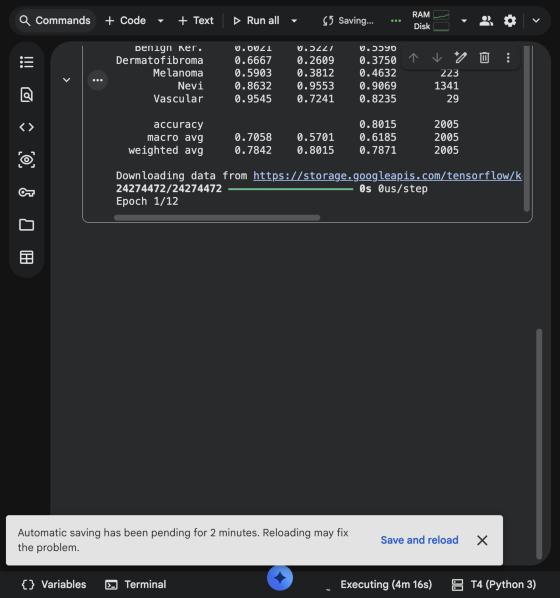 Commands + Code + Text Run all Saving... RAM Disk
Benign Ker. 0.6021 0.5227 0.5596
Dermatofibroma 0.6667 0.2609 0.3750
Melanoma 0.5903 0.3812 0.4632 223
Nevi 0.8632 0.9553 0.9069 1341
Vascular 0.9545 0.7241 0.8235 29
accuracy 0.8015 2005
macro avg 0.7058 0.5701 0.6185 2005
weighted avg 0.7842 0.8015 0.7871 2005
Downloading data from https://storage.googleapis.com/tensorflow/k
24274472/24274472 0s 0us/step
Epoch 1/12
Automatic saving has been pending for 2 minutes. Reloading may fix
the problem.
Save and reload
Variables Terminal Executing (4m 16s) T4 (Python 3)